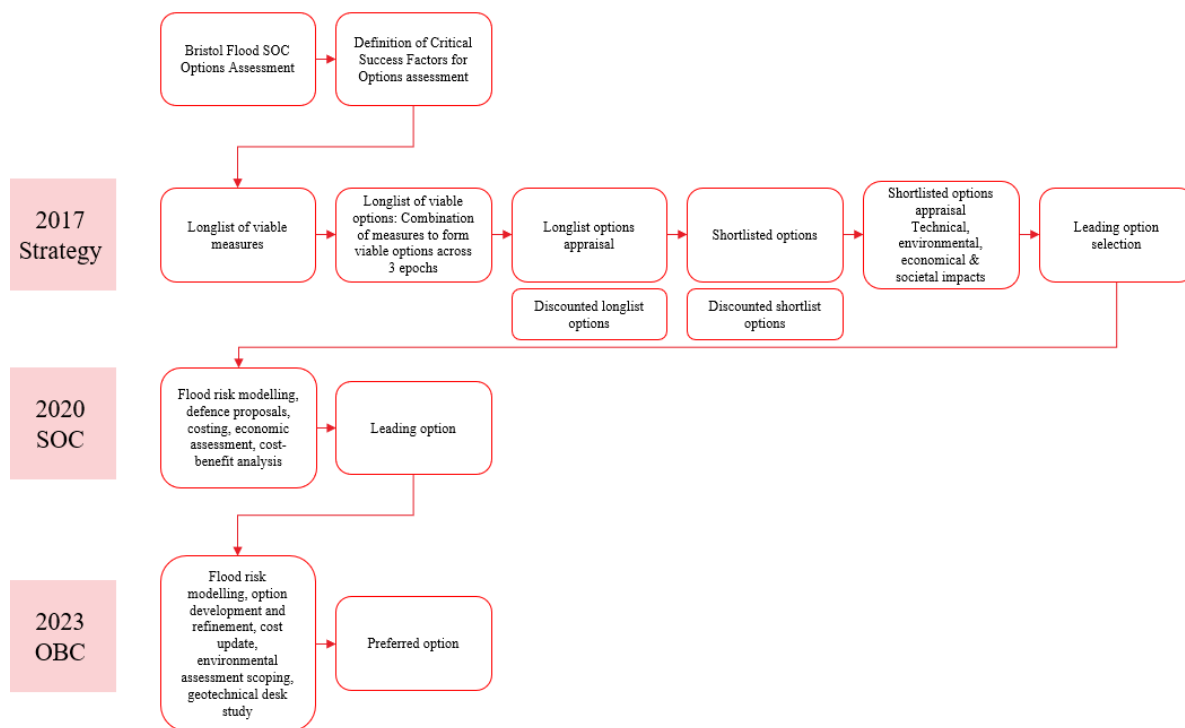 Bristol Flood SOC
Options Assessment
Definition of Critical
Success Factors for
Options assessment
2017
Strategy
Longlist of viable
measures
Longlist of viable
options: Combination
of measures to form
viable options across
3 epochs
Longlist options
appraisal
Shortlisted options
Shortlisted options
appraisal
Technical,
environmental,
economical &
societal impacts
Leading option
selection
Discounted longlist
options
Discounted shortlist
options
2020
SOC
Flood risk modelling,
defence proposals,
costing, economic
assessment, cost-
benefit analysis
Leading option
2023
OBC
Flood risk
modelling, option
development and
refinement, cost
update,
environmental
assessment scoping,
geotechnical desk
study
Preferred option